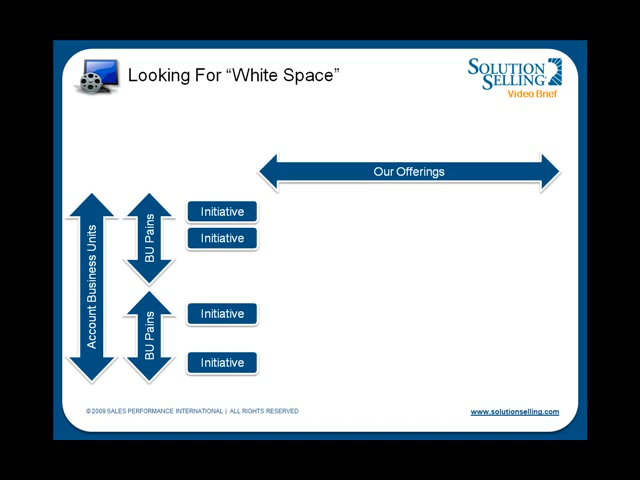 Looking For “White Space”
SOLUTION
SELLING
Video Brief
Our Offerings
Account Business Units
BU Pains
Initiative
Initiative
BU Pains
Initiative
Initiative
© 2009 SALES PERFORMANCE INTERNATIONAL | ALL RIGHTS RESERVED
www.solutionselling.com